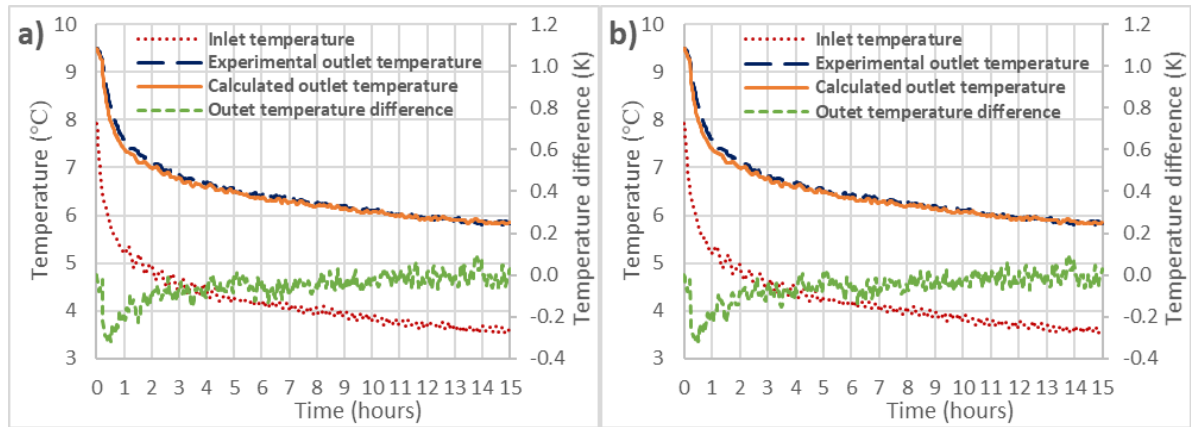 a)
Inlet temperature
Experimental outlet temperature
Calculated outlet temperature
Outet temperature difference
Temperature (°C)
10
9
8
7
6
5
4
3
1.2
1.0
0.8
0.6
0.4
0.2
0.0
-0.2
-0.4
Temperature difference (K)
0 1 2 3 4 5 6 7 8 9 10 11 12 13 14 15
Time (hours)
b)
Inlet temperature
Experimental outlet temperature
Calculated outlet temperature
Outet temperature difference
Temperature (°C)
10
9
8
7
6
5
4
3
1.2
1.0
0.8
0.6
0.4
0.2
0.0
-0.2
-0.4
Temperature difference (K)
0 1 2 3 4 5 6 7 8 9 10 11 12 13 14 15
Time (hours)